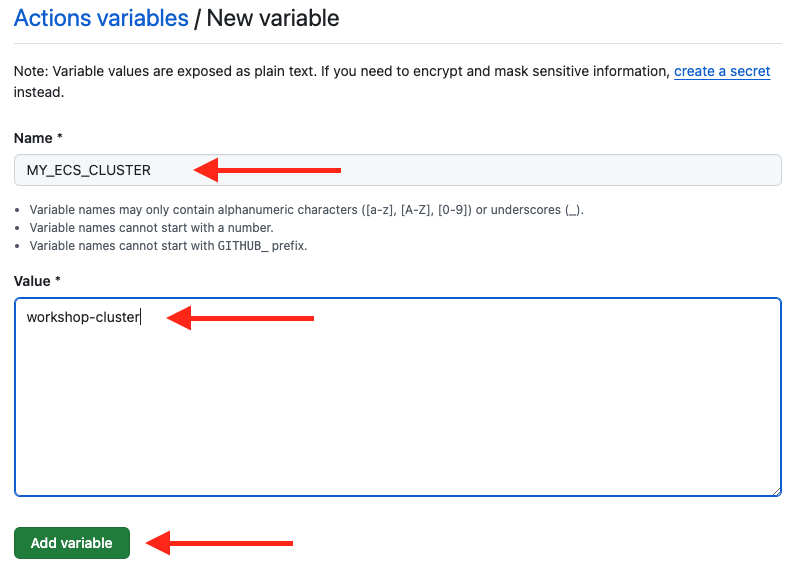 Actions variables / New variable
Note: Variable values are exposed as plain text. If you need to encrypt and mask sensitive information, create a secret
instead.
Name *
MY_ECS_CLUSTER
• Variable names may only contain alphanumeric characters ([a-z], [A-Z], [0-9]) or underscores (_).
• Variable names cannot start with a number.
• Variable names cannot start with GITHUB_ prefix.
Value *
workshop-cluster
Add variable